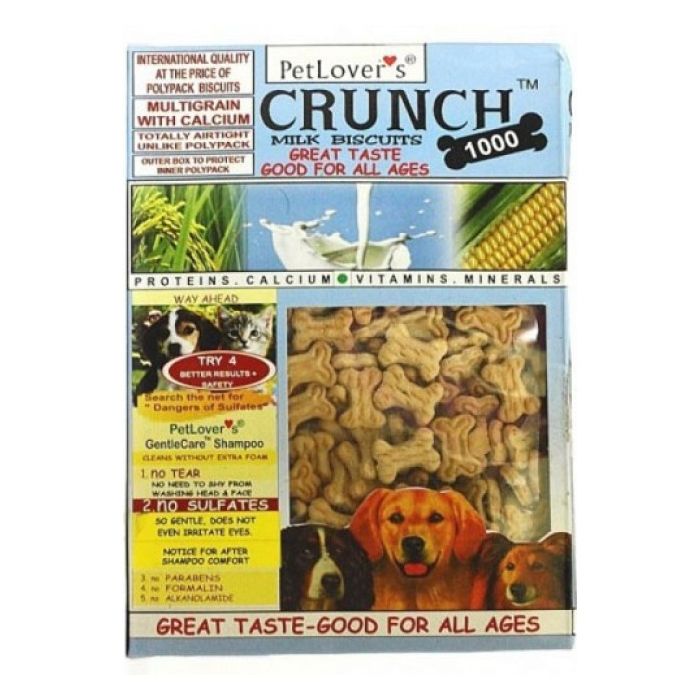 INTERNATIONAL QUALITY
AT THE PRICE OF
POLYPACK BISCUITS
MULTIGRAIN
WITH CALCIUM
TOTALLY AIRTIGHT
UNLIKE POLYPACK
OUTER BOX TO PROTECT
INNER POLYPACK
PetLover's®
CRUNCH™
MILK BISCUITS
1000
GREAT TASTE
GOOD FOR ALL AGES
PROTEINS.CALCIUM VITAMINS.MINERALS
WAY AHEAD
TRY 4
BETTER RESULTS +
SAFETY
Search the net for
"Dangers of Sulfates"
PetLover's®
GentleCare™ Shampoo
CLEANS WITHOUT EXTRA FOAM
1. no TEAR
NO NEED TO SHY FROM
WASHING HEAD & FACE
2. no SULFATES
SO GENTLE, DOES NOT
EVEN IRRITATE EYES.
NOTICE FOR AFTER
SHAMPOO COMFORT
3. no PARABENS
4. no FORMALIN
5. no ALKANOLAMIDE
GREAT TASTE-GOOD FOR ALL AGES